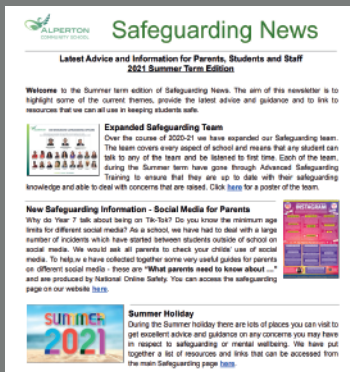 ALPERTON
COMMUNITY SCHOOL
Safeguarding News
Latest Advice and Information for Parents, Students and Staff
2021 Summer Term Edition
Welcome to the Summer term edition of Safeguarding News. The aim of this newsletter is to
highlight some of the current themes, provide the latest advice and guidance and to link to
resources that we can all use in keeping students safe.
Expanded Safeguarding Team
Over the course of 2020-21 we have expanded our Safeguarding team.
The team covers every aspect of school and means that any student can
talk to any of the team and be listened to first time. Each of the team,
during the Summer term have gone through Advanced Safeguarding
Training to ensure that they are up to date with their safeguarding
knowledge and able to deal with concerns that are raised. Click here for a poster of the team.
New Safeguarding Information - Social Media for Parents
Why do Year 7 talk about being on Tik-Tok? Do you know the minimum age
limits for different social media? As a school, we have had to deal with a large
number of incidents which have started between students outside of school on
social media. We would ask all parents to check your childs' use of social
media. To help,w e have collected together some very useful guides for parents
on different social media - these are "What parents need to know about ..."
and are produced by National Online Safety. You can access the safeguarding
page on our website here.
INSTAGRAM
SUMMER
2021
Summer Holiday
During the Summer holiday there are lots of places you can visit to
get excellent advice and guidance on any concerns you may have
in respect to safeguarding or mental wellbeing. We have put
together a list of resources and links that can be accessed from
the main Safeguarding page here.